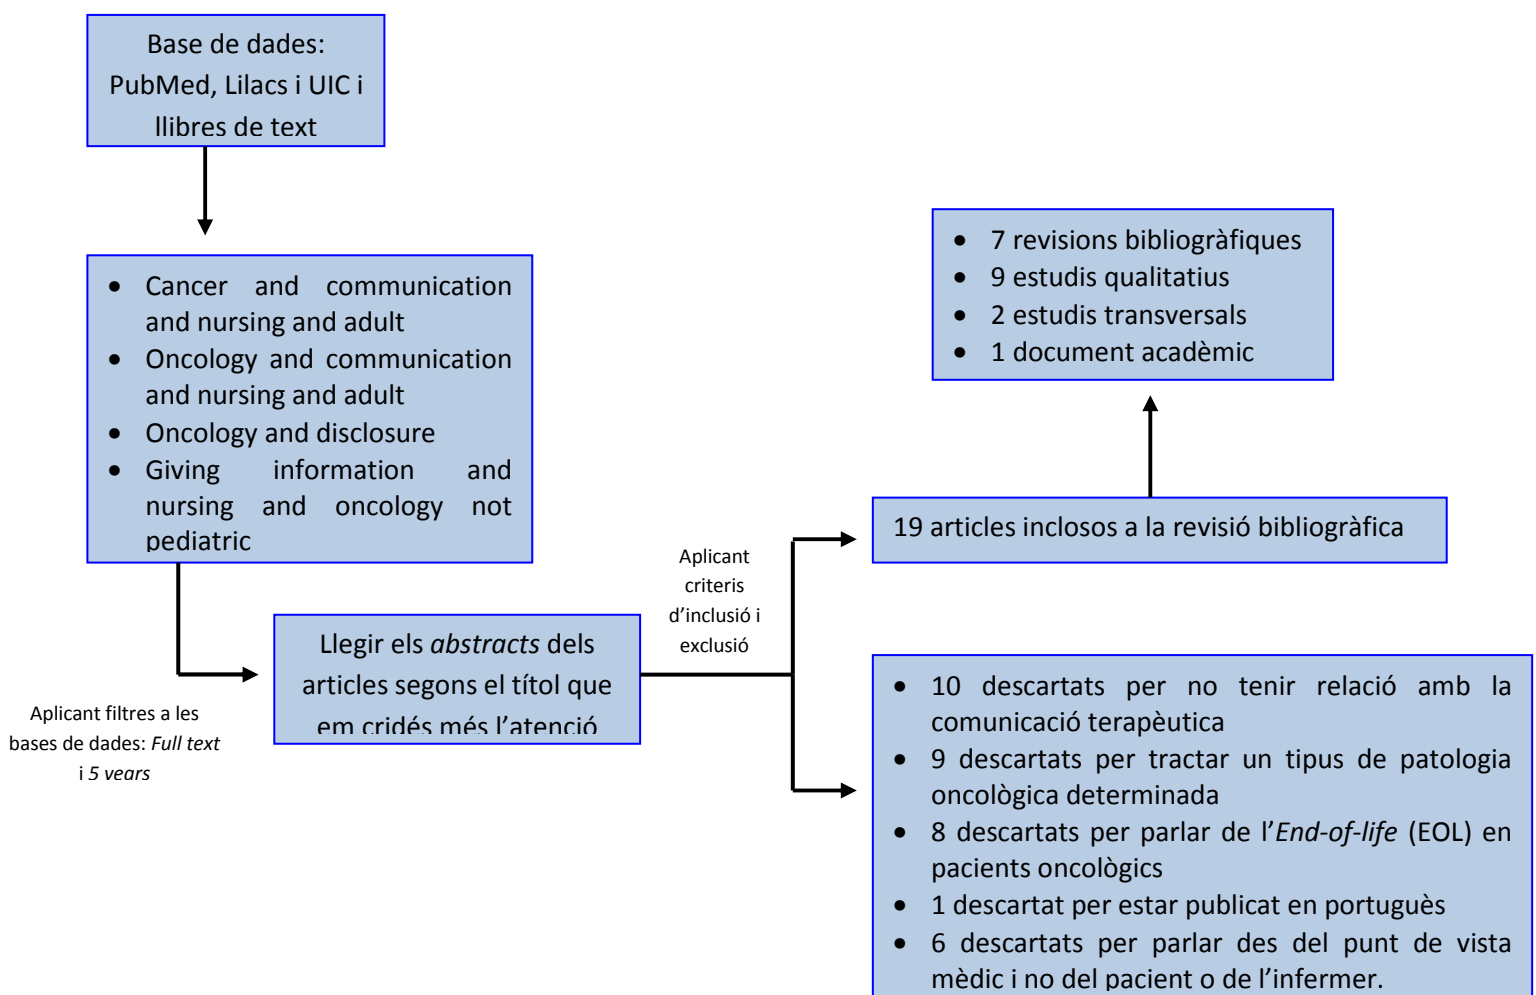 Base de dades:
PubMed, Lilacs i UIC i
llibres de text
• Cancer and communication
and nursing and adult
• Oncology and communication
and nursing and adult
• Oncology and disclosure
• Giving information and
nursing and oncology not
pediatric
Aplicant filtres a les
bases de dades: Full text
i 5 years
Llegir els abstracts dels
articles segons el títol que
em cridés més l’atenció
Aplicant
criteris
d’inclusió i
exclusió
• 7 revisions bibliogràfiques
• 9 estudis qualitatius
• 2 estudis transversals
• 1 document acadèmic
19 articles inclosos a la revisió bibliogràfica
• 10 descartats per no tenir relació amb la
comunicació terapèutica
• 9 descartats per tractar un tipus de patologia
oncològica determinada
• 8 descartats per parlar de l’End-of-life (EOL) en
pacients oncològics
• 1 descartat per estar publicat en portuguès
• 6 descartats per parlar des del punt de vista
mèdic i no del pacient o de l’infermer.